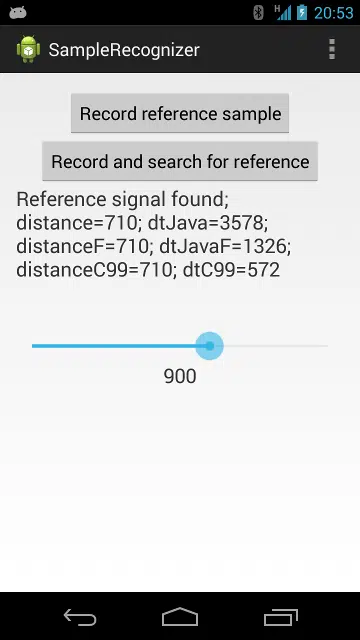 H 20:53
SampleRecognizer
Record reference sample
Record and search for reference
Reference signal found;
distance=710; dtJava=3578;
distanceF=710; dtJavaF=1326;
distanceC99=710; dtC99=572
900